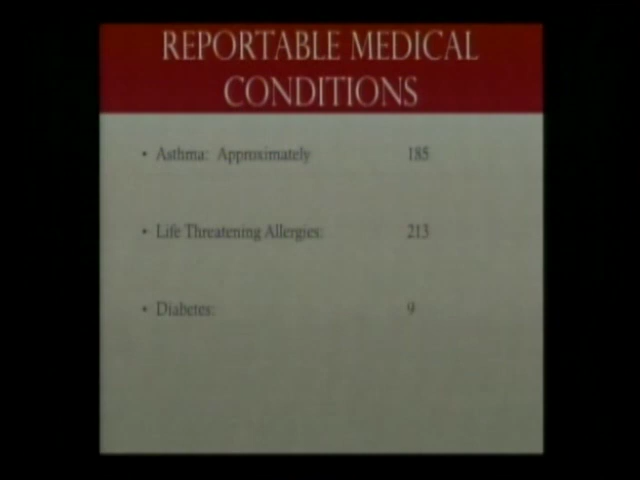 REPORTABLE MEDICAL
CONDITIONS
• Asthma: Approximately 185
• Life Threatening Allergies: 213
• Diabetes: 9